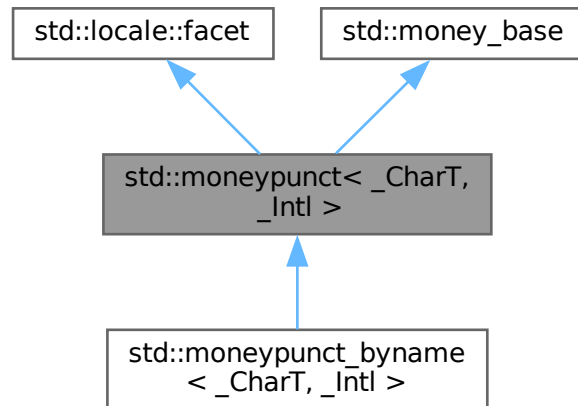 std::locale::facet
std::money_base
std::moneypunct< _CharT,
_Intl >
std::moneypunct_byname
< _CharT, _Intl >